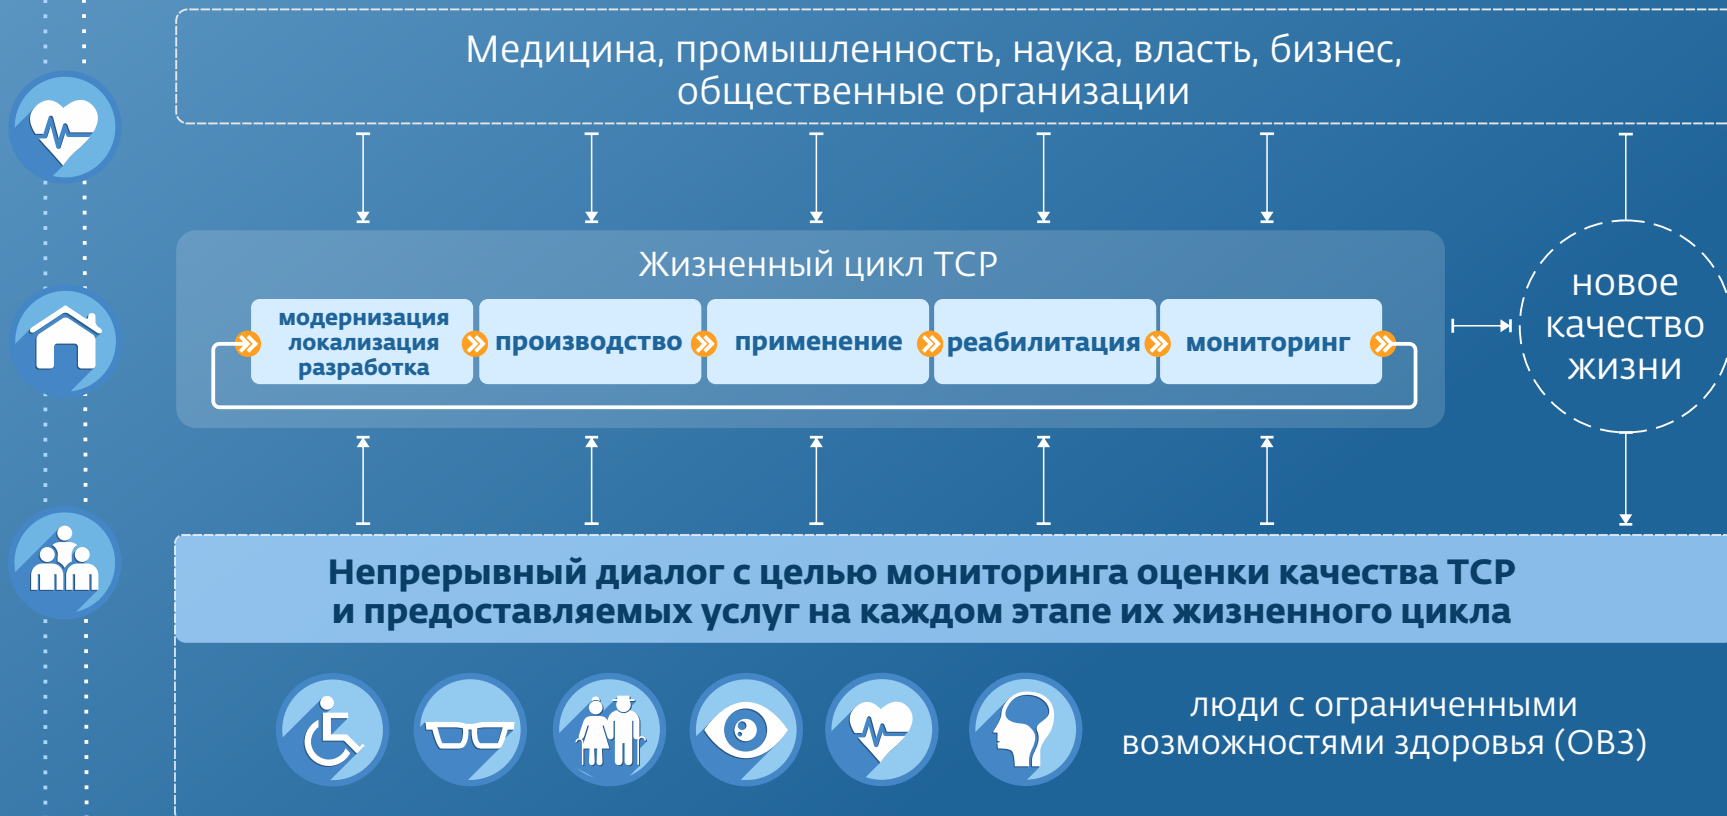 Медицина, промышленность, наука, власть, бизнес,
общественные организации
Жизненный цикл ТСР
модернизация
локализация
разработка
производство
применение
реабилитация
мониторинг
новое
качество
жизни
Непрерывный диалог с целью мониторинга оценки качества ТСР
и предоставляемых услуг на каждом этапе их жизненного цикла
люди с ограниченными
возможностями здоровья (ОВЗ)